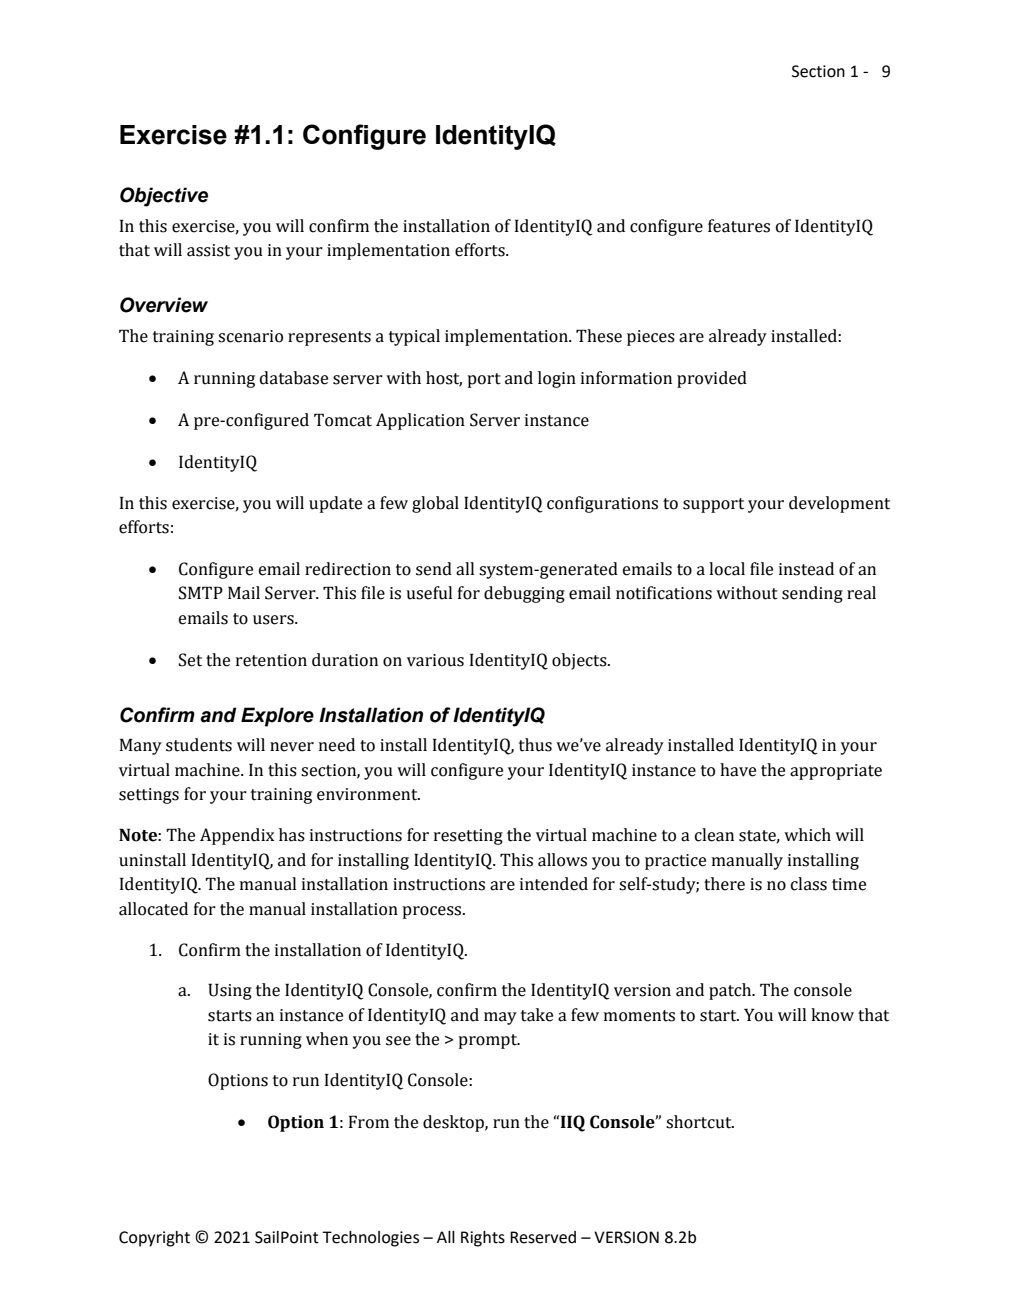 Section 1 - 9
Exercise #1.1: Configure IdentityIQ
Objective
In this exercise, you will confirm the installation of IdentityIQ and configure features of IdentityIQ
that will assist you in your implementation efforts.
Overview
The training scenario represents a typical implementation. These pieces are already installed:
• A running database server with host, port and login information provided
• A pre-configured Tomcat Application Server instance
• IdentityIQ
In this exercise, you will update a few global IdentityIQ configurations to support your development
efforts:
• Configure email redirection to send all system-generated emails to a local file instead of an
SMTP Mail Server. This file is useful for debugging email notifications without sending real
emails to users.
• Set the retention duration on various IdentityIQ objects.
Confirm and Explore Installation of IdentityIQ
Many students will never need to install IdentityIQ, thus we’ve already installed IdentityIQ in your
virtual machine. In this section, you will configure your IdentityIQ instance to have the appropriate
settings for your training environment.
Note: The Appendix has instructions for resetting the virtual machine to a clean state, which will
uninstall IdentityIQ, and for installing IdentityIQ. This allows you to practice manually installing
IdentityIQ. The manual installation instructions are intended for self-study; there is no class time
allocated for the manual installation process.
1. Confirm the installation of IdentityIQ.
a. Using the IdentityIQ Console, confirm the IdentityIQ version and patch. The console
starts an instance of IdentityIQ and may take a few moments to start. You will know that
it is running when you see the > prompt.
Options to run IdentityIQ Console:
• Option 1: From the desktop, run the “IIQ Console” shortcut.
Copyright © 2021 SailPoint Technologies – All Rights Reserved – VERSION 8.2b